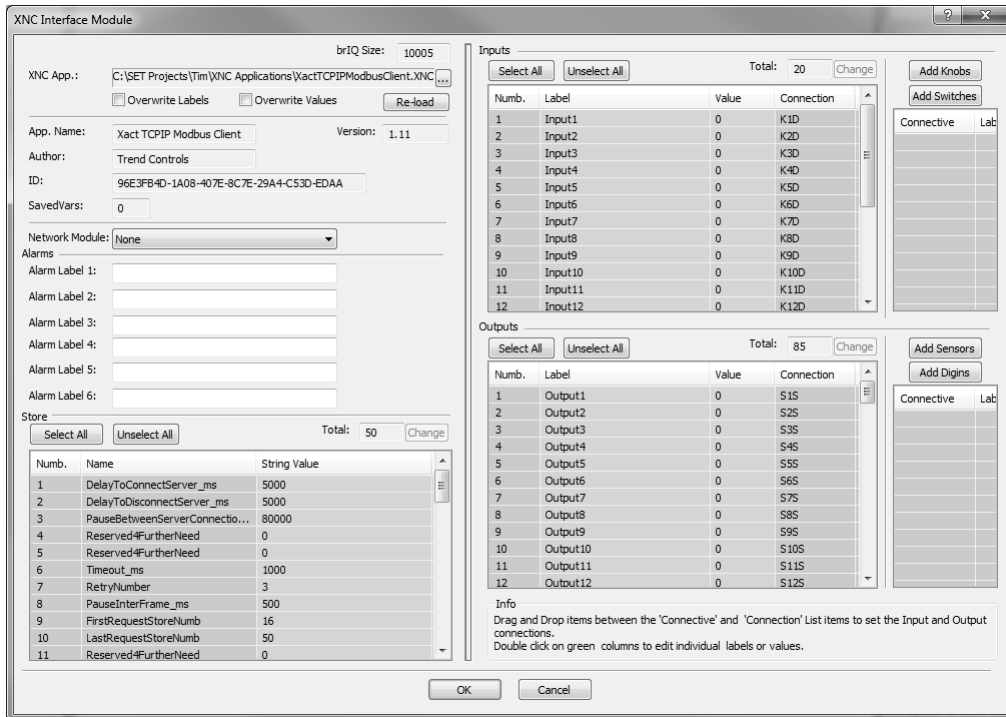 XNC Interface Module
brIQ Size: 10005
XNC App.: C:\SET Projects\Tim\XNC Applications\XactTCPIPModbusClient.XNC ...
Overwrite Labels Overwrite Values Re-load
App. Name: Xact TCPIP Modbus Client Version: 1.11
Author: Trend Controls
ID: 96E3FB4D-1A08-407E-8C7E-29A4-C53D-EDAA
SavedVars: 0
Network Module: None
Alarms
Alarm Label 1:
Alarm Label 2:
Alarm Label 3:
Alarm Label 4:
Alarm Label 5:
Alarm Label 6:
Store
Select All Unselect All Total: 50 Change
Numb. Name String Value
1 DelayToConnectServer_ms 5000
2 DelayToDisconnectServer_ms 5000
3 PauseBetweenServerConnectio... 80000
4 Reserved4FurtherNeed 0
5 Reserved4FurtherNeed 0
6 Timeout_ms 1000
7 RetryNumber 3
8 PauseInterFrame_ms 500
9 FirstRequestStoreNumb 16
10 LastRequestStoreNumb 50
11 Reserved4FurtherNeed 0
Inputs
Select All Unselect All Total: 20 Change
Numb. Label Value Connection
1 Input1 0 K1D
2 Input2 0 K2D
3 Input3 0 K3D
4 Input4 0 K4D
5 Input5 0 K5D
6 Input6 0 K6D
7 Input7 0 K7D
8 Input8 0 K8D
9 Input9 0 K9D
10 Input10 0 K10D
11 Input11 0 K11D
12 Input12 0 K12D
Add Knobs
Add Switches
Connective Lab
Outputs
Select All Unselect All Total: 85 Change
Numb. Label Value Connection
1 Output1 0 S1S
2 Output2 0 S2S
3 Output3 0 S3S
4 Output4 0 S4S
5 Output5 0 S5S
6 Output6 0 S6S
7 Output7 0 S7S
8 Output8 0 S8S
9 Output9 0 S9S
10 Output10 0 S10S
11 Output11 0 S11S
12 Output12 0 S12S
Add Sensors
Add Digins
Connective Lab
Info
Drag and Drop items between the 'Connective' and 'Connection' List items to set the Input and Output
connections.
Double click on green columns to edit individual labels or values.
OK Cancel